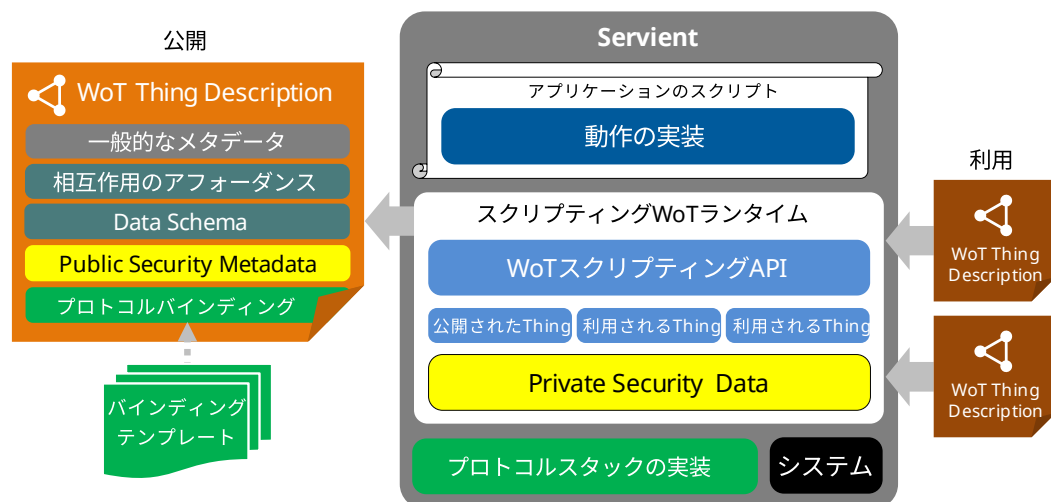 公開
WoT Thing Description
一般的なメタデータ
相互作用のアフォーダンス
Data Schema
Public Security Metadata
プロトコルバインディング
バインディング
テンプレート
Servient
アプリケーションのスクリプト
動作の実装
スクリプティングWoTランタイム
WoTスクリプティングAPI
公開されたThing
利用されるThing
利用されるThing
Private Security Data
プロトコルスタックの実装
システム
利用
WoT Thing
Description
WoT Thing
Description